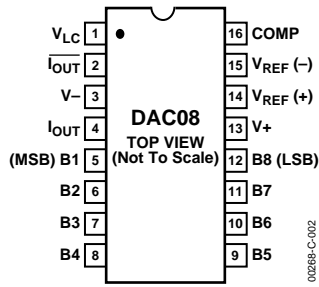 V_LC 1
I̅O̅U̅T̅ 2
V– 3
I_OUT 4
(MSB) B1 5
B2 6
B3 7
B4 8
DAC08
TOP VIEW
(Not To Scale)
16 COMP
15 V_REF (–)
14 V_REF (+)
13 V+
12 B8 (LSB)
11 B7
10 B6
9 B5
00268-C-002